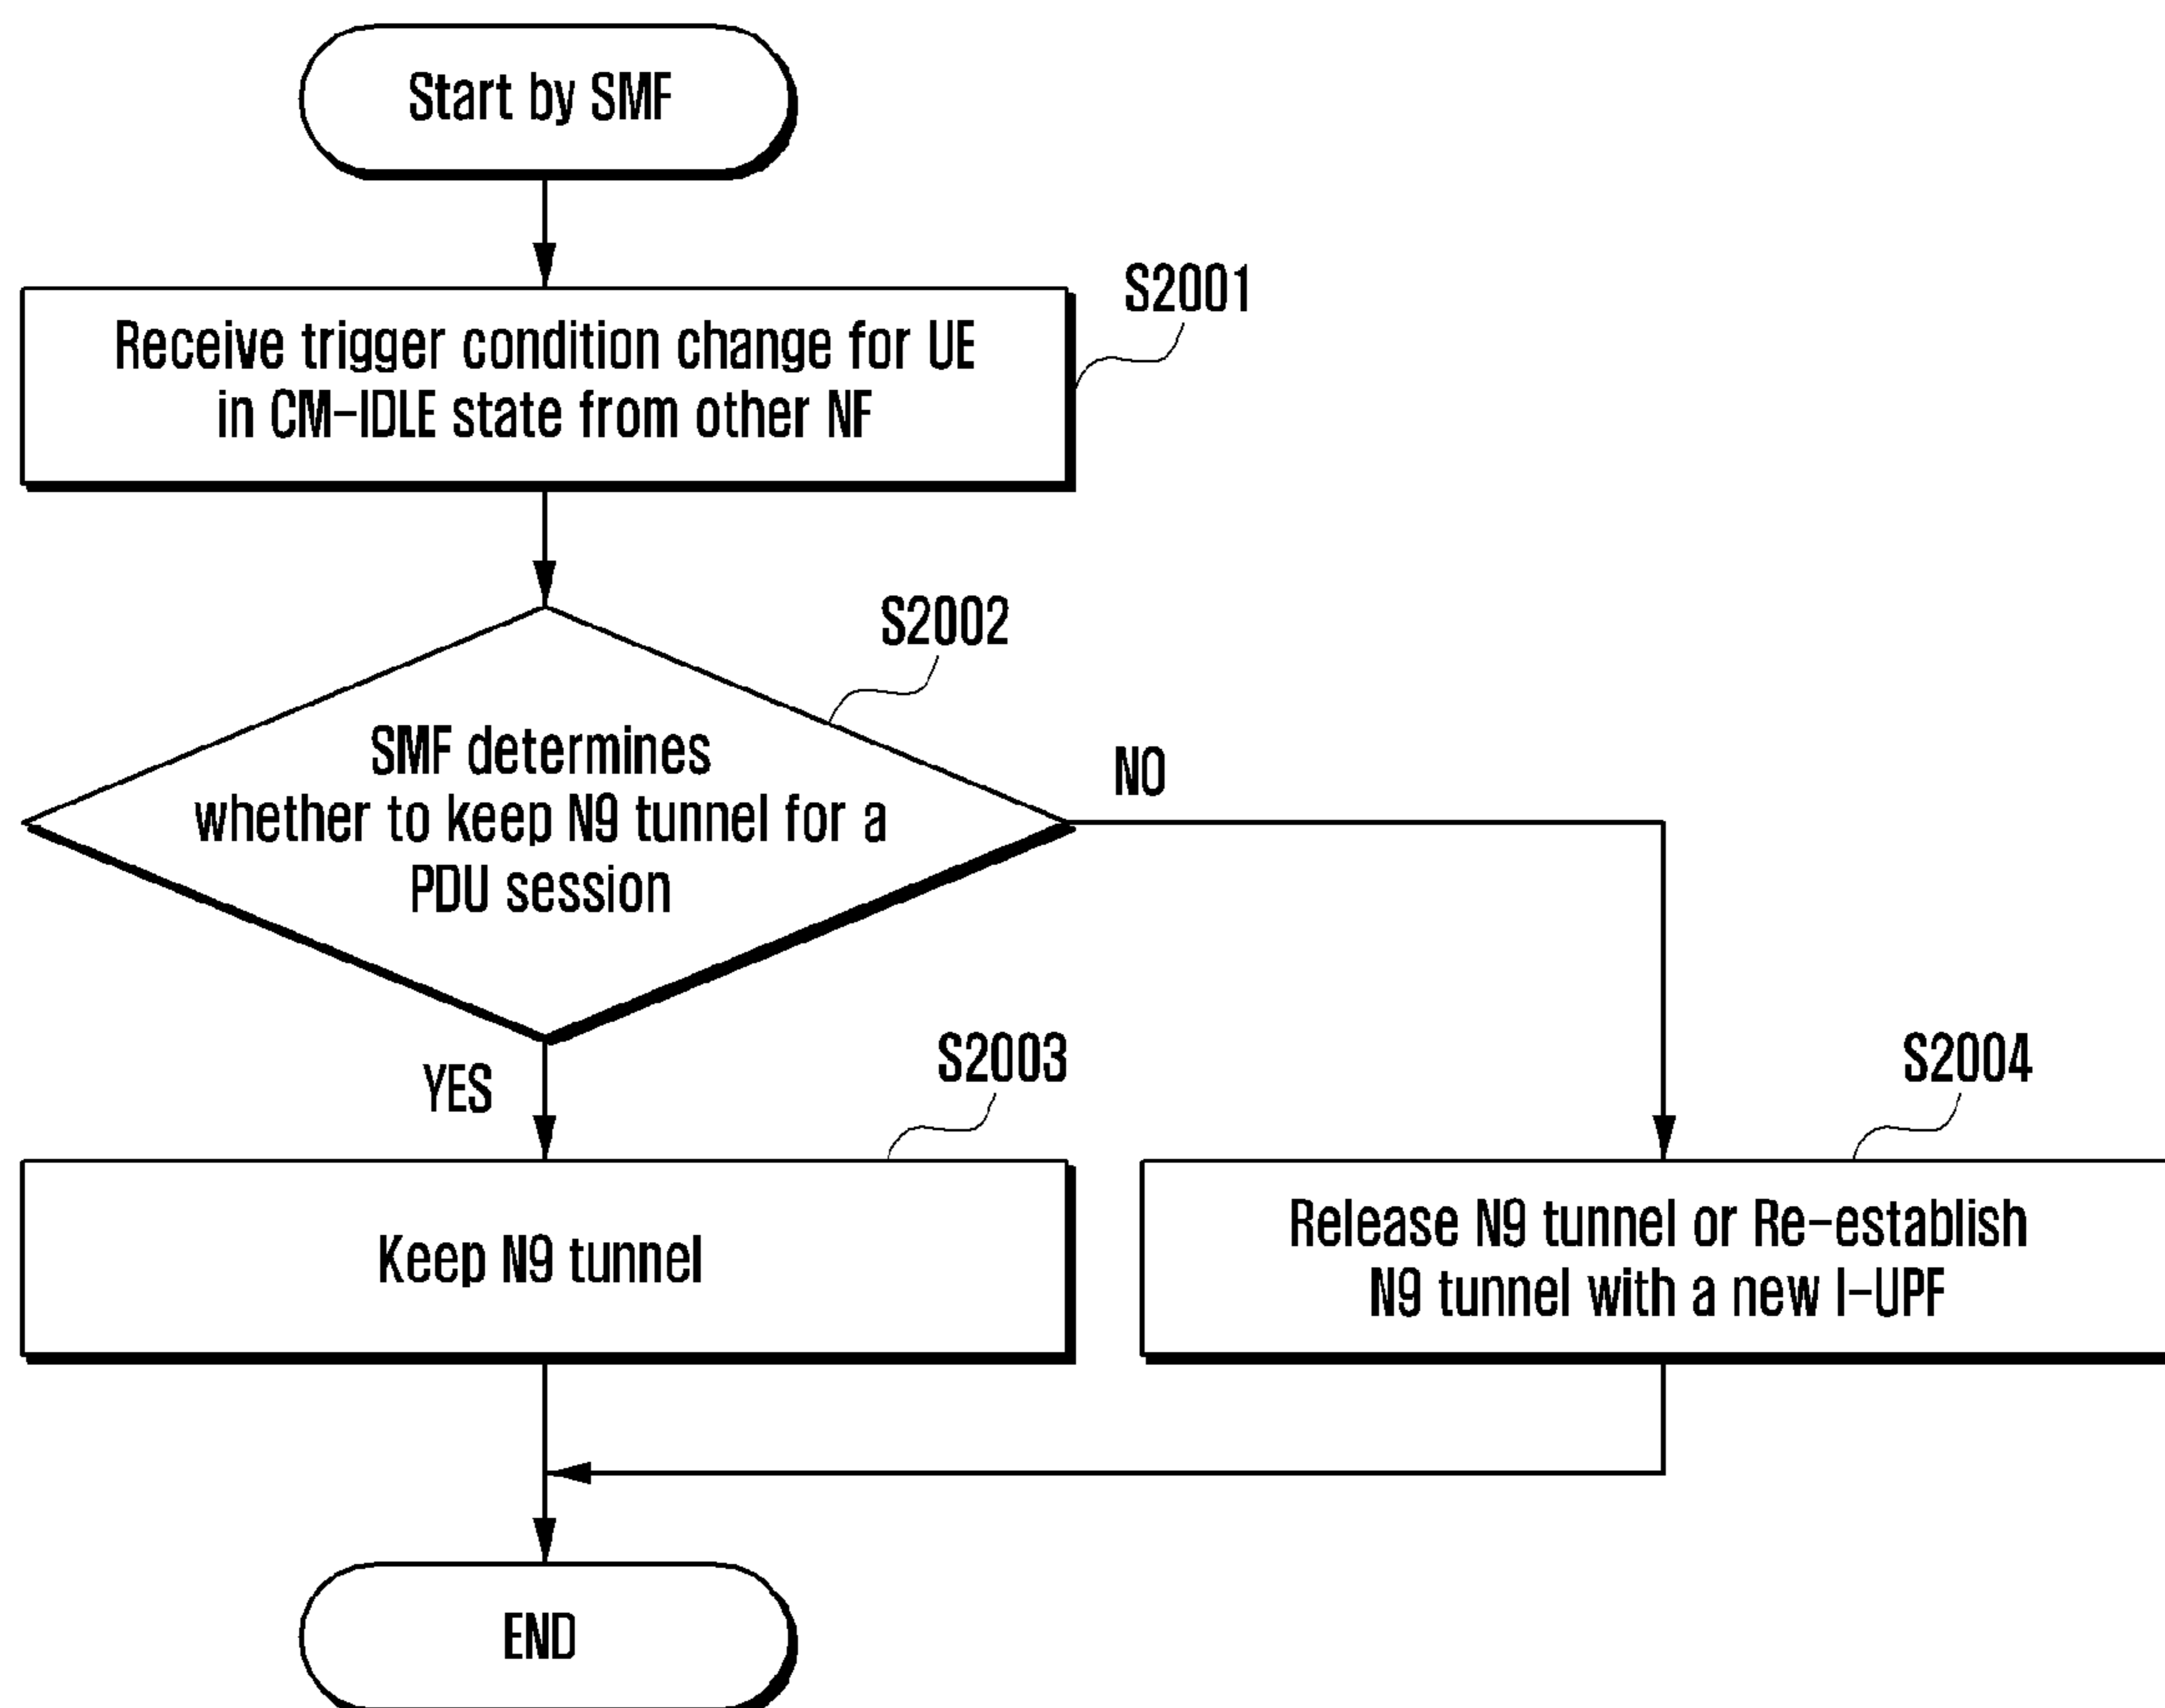 Start by SMF
S2001
Receive trigger condition change for UE
in CM-IDLE state from other NF
S2002
SMF determines
whether to keep N9 tunnel for a
PDU session
NO
YES
S2003
S2004
Keep N9 tunnel
Release N9 tunnel or Re-establish
N9 tunnel with a new I-UPF
END